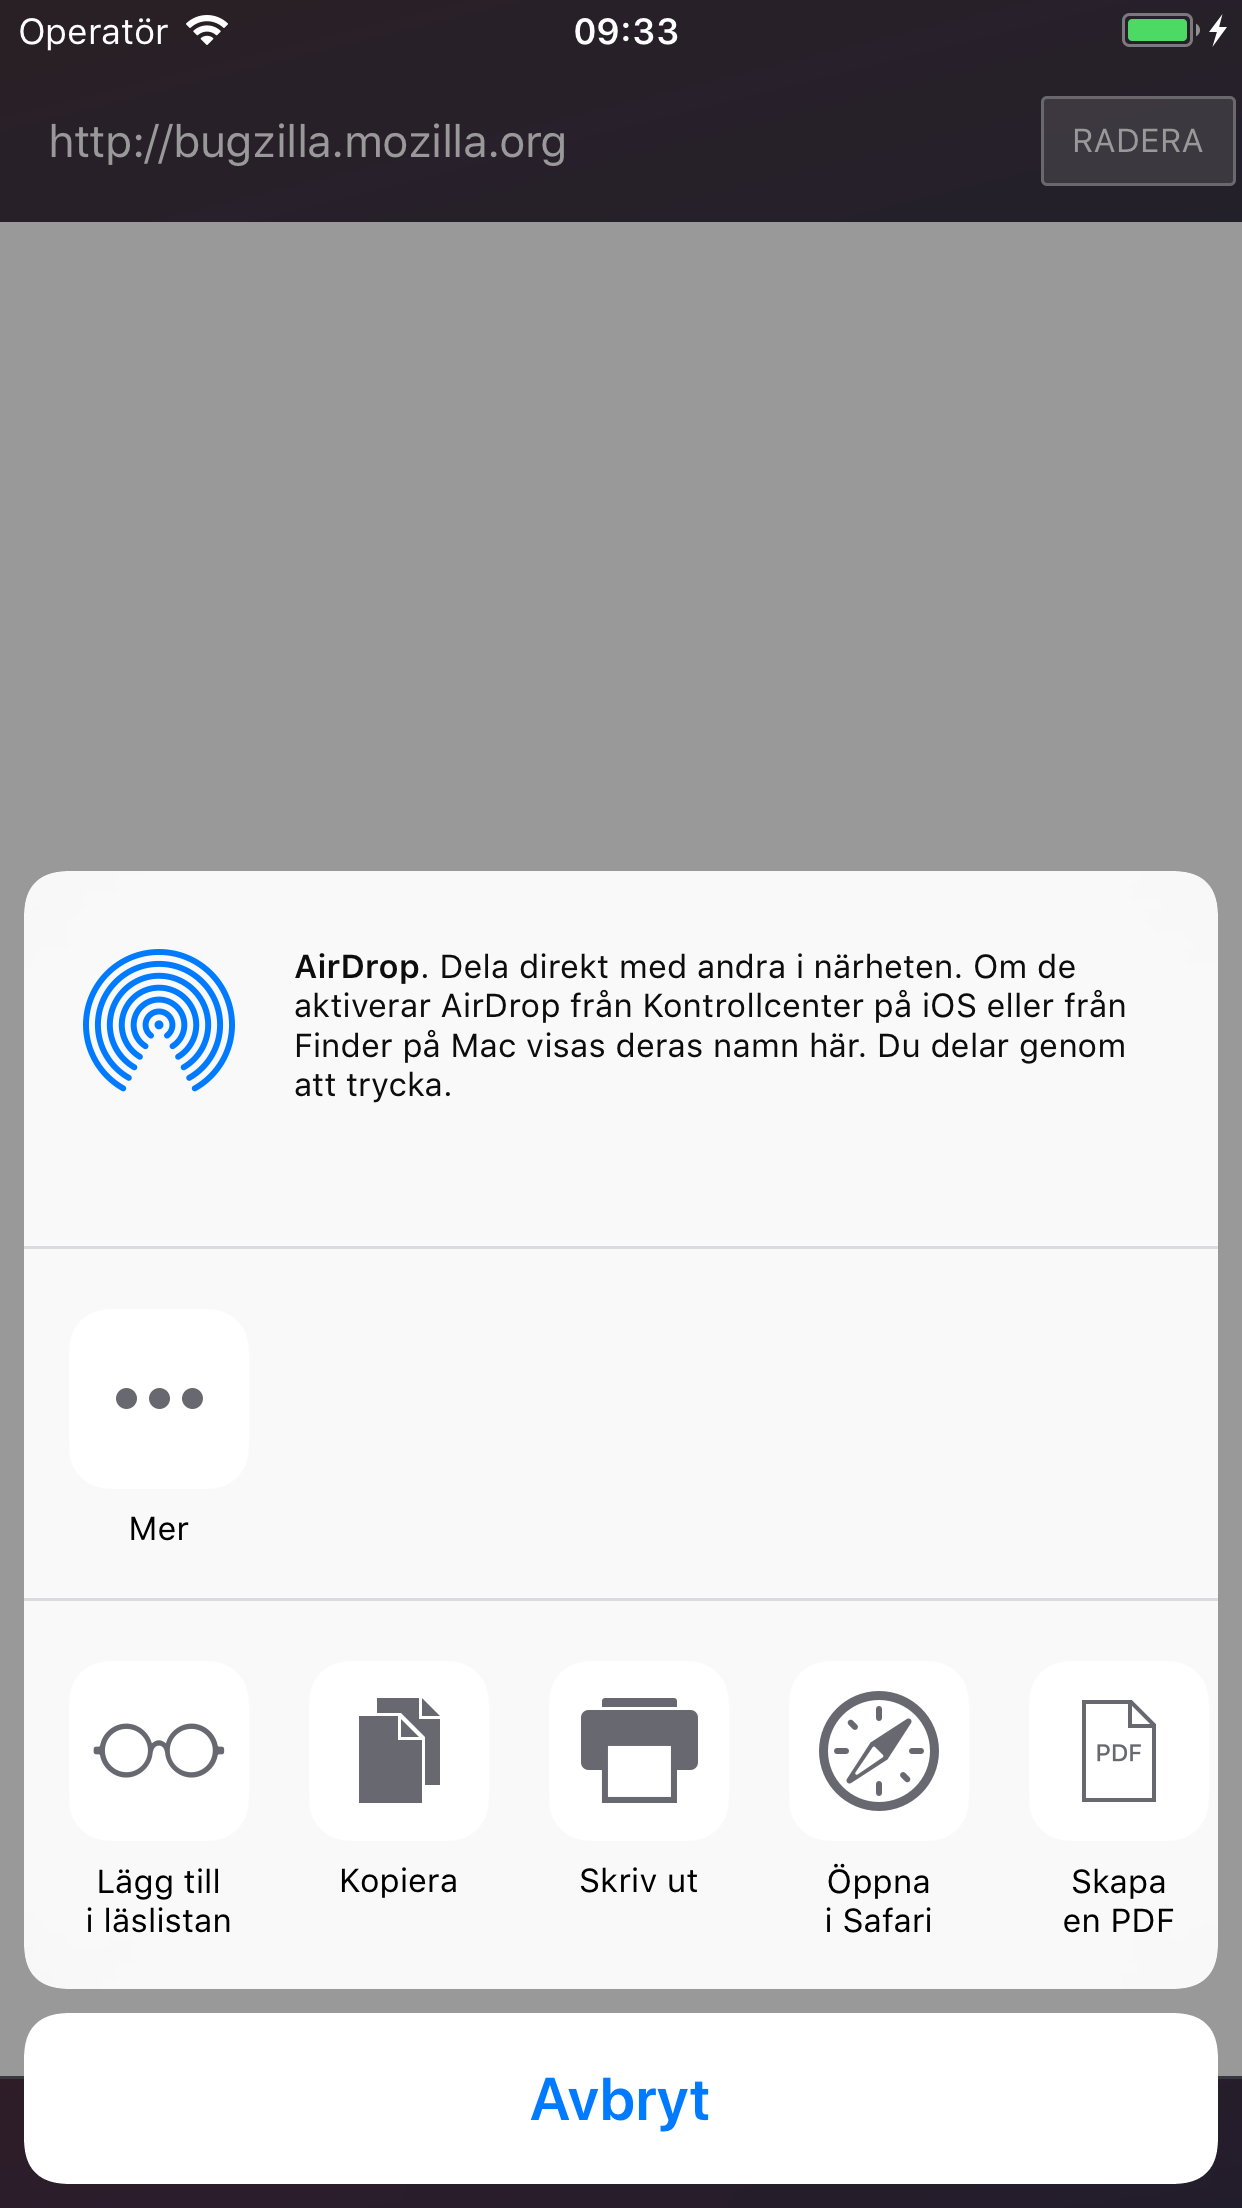 Operatör 09:33
http://bugzilla.mozilla.org RADERA
AirDrop. Dela direkt med andra i närheten. Om de
aktiverar AirDrop från Kontrollcenter på iOS eller från
Finder på Mac visas deras namn här. Du delar genom
att trycka.
Mer
PDF
Lägg till
i läslistan
Kopiera
Skriv ut
Öppna
i Safari
Skapa
en PDF
Avbryt